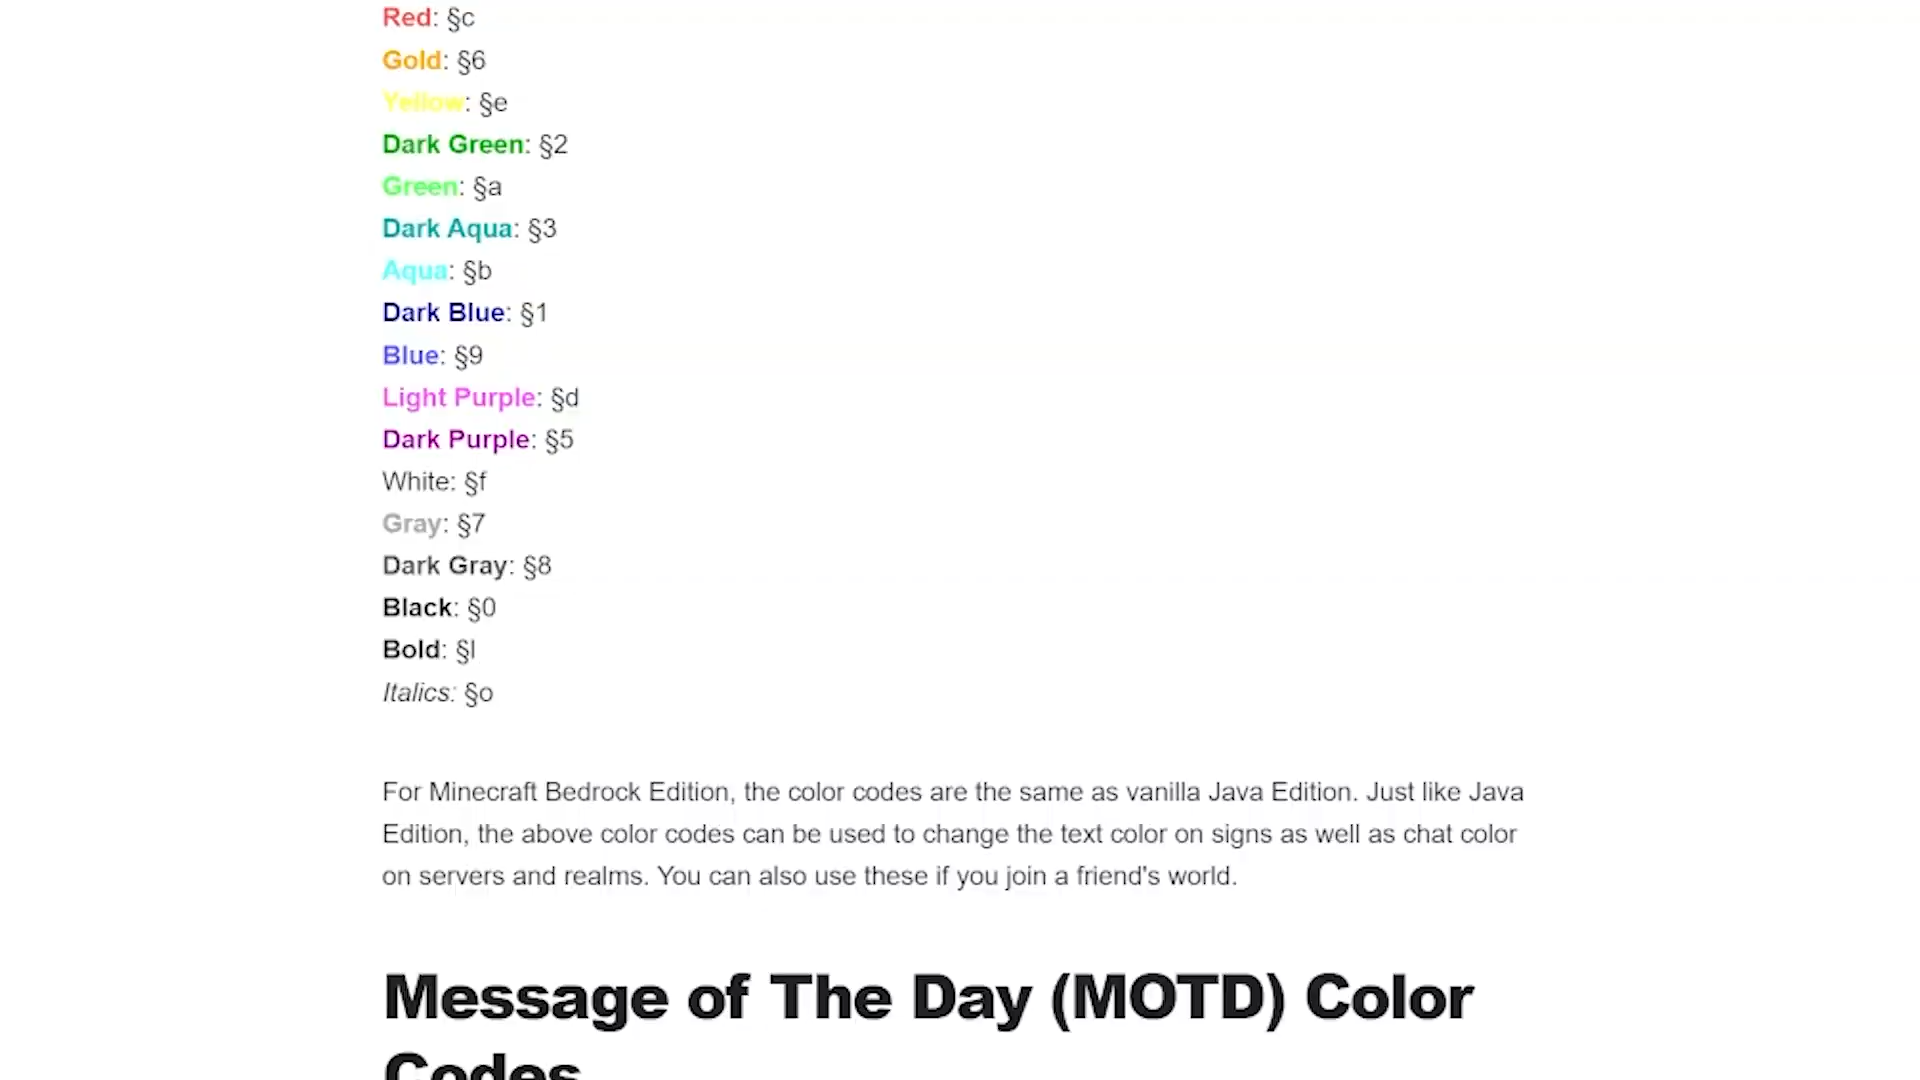 Red: §c
Gold: §6
Yellow: §e
Dark Green: §2
Green: §a
Dark Aqua: §3
Aqua: §b
Dark Blue: §1
Blue: §9
Light Purple: §d
Dark Purple: §5
White: §f
Gray: §7
Dark Gray: §8
Black: §0
Bold: §l
Italics: §o
For Minecraft Bedrock Edition, the color codes are the same as vanilla Java Edition. Just like Java
Edition, the above color codes can be used to change the text color on signs as well as chat color
on servers and realms. You can also use these if you join a friend's world.
Message of The Day (MOTD) Color
Codes